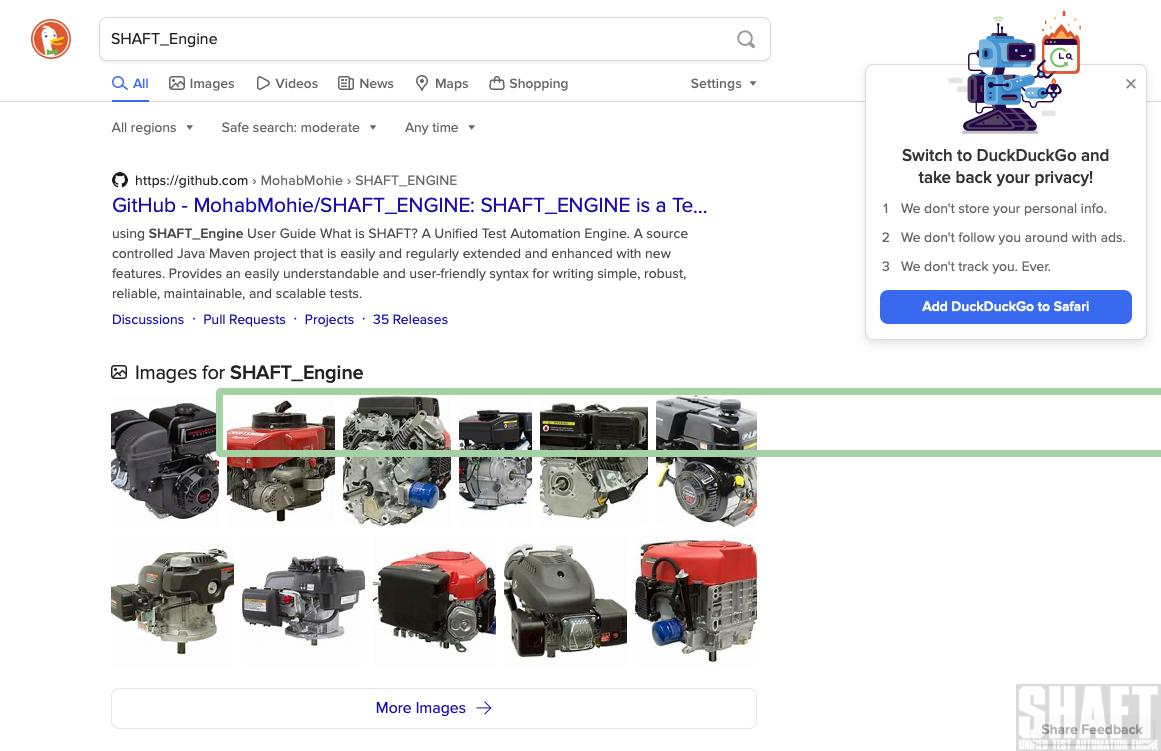 SHAFT_Engine
All
Images
Videos
News
Maps
Shopping
Settings
All regions
Safe search: moderate
Any time
https://github.com › MohabMohie › SHAFT_ENGINE
GitHub - MohabMohie/SHAFT_ENGINE: SHAFT_ENGINE is a Te...
using SHAFT_Engine User Guide What is SHAFT? A Unified Test Automation Engine. A source
controlled Java Maven project that is easily and regularly extended and enhanced with new
features. Provides an easily understandable and user-friendly syntax for writing simple, robust,
reliable, maintainable, and scalable tests.
Discussions · Pull Requests · Projects · 35 Releases
Switch to DuckDuckGo and
take back your privacy!
1 We don't store your personal info.
2 We don't follow you around with ads.
3 We don't track you. Ever.
Add DuckDuckGo to Safari
Images for SHAFT_Engine
More Images
SHAFT
Share Feedback
UNIFIED TEST AUTOMATION ENGINE